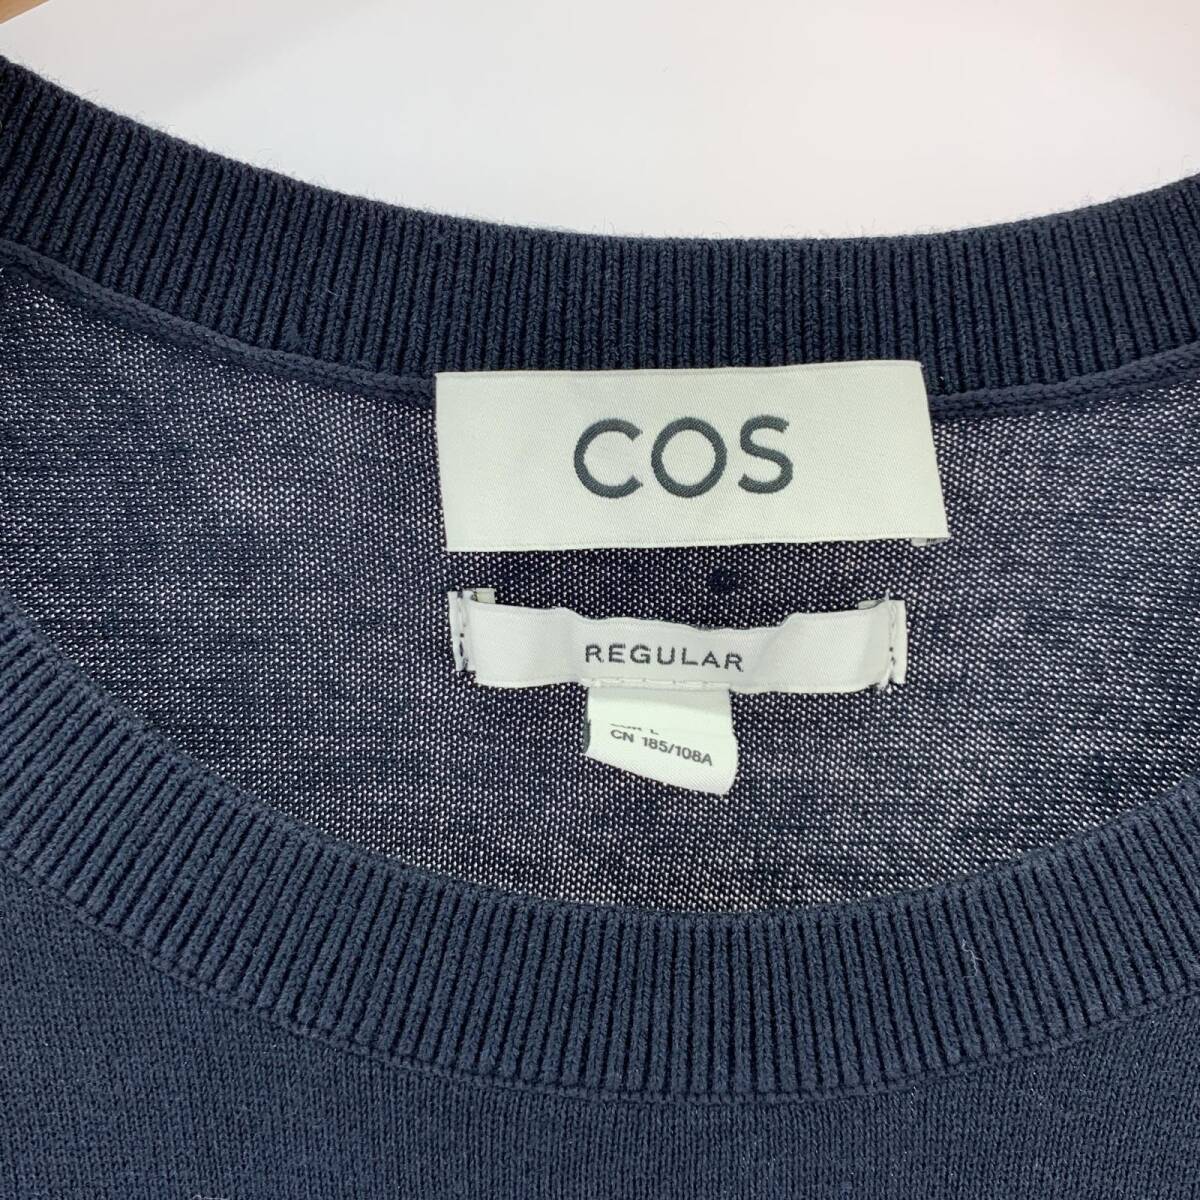 COS
REGULAR
CN 185/108A